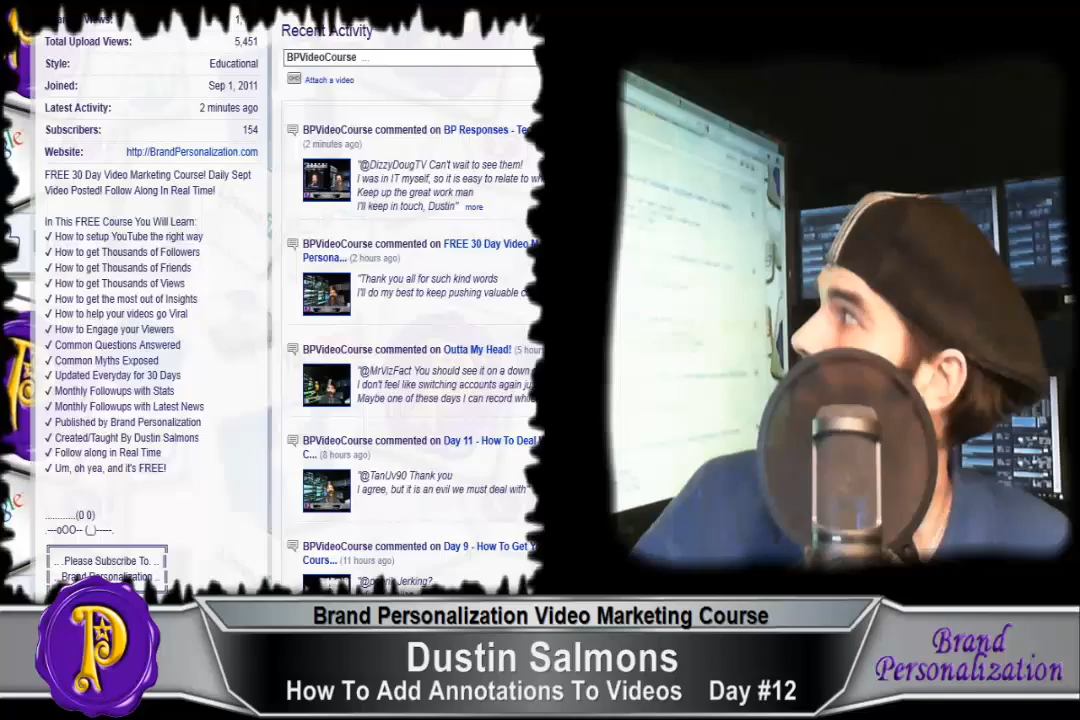 Total Upload Views: 5,451
Style: Educational
Joined: Sep 1, 2011
Latest Activity: 2 minutes ago
Subscribers: 154
Website: http://BrandPersonalization.com
FREE 30 Day Video Marketing Course! Daily Sept
Video Posted! Follow Along In Real Time!
In This FREE Course You Will Learn:
✓ How to setup YouTube the right way
✓ How to get Thousands of Followers
✓ How to get Thousands of Friends
✓ How to get Thousands of Views
✓ How to get the most out of Insights
✓ How to help your videos go Viral
✓ How to Engage your Viewers
✓ Common Questions Answered
✓ Common Myths Exposed
✓ Updated Everyday for 30 Days
✓ Monthly Followups with Stats
✓ Monthly Followups with Latest News
✓ Published by Brand Personalization
✓ Created/Taught By Dustin Salmons
✓ Follow along in Real Time
✓ Um, oh yea, and it's FREE!
............(0 0)
.---oOO-- (_)-----.
..Please Subscribe To. ..
Brand Personalization ..
Recent Activity
BPVideoCourse ...
Attach a video
BPVideoCourse commented on BP Responses -
(2 minutes ago)
"@DizzyDougTV Can't wait to see them!
I was in IT myself, so it is easy to relate to
Keep up the great work man
I'll keep in touch, Dustin" more
BPVideoCourse commented on FREE 30 Day Video
Persona... (2 hours ago)
"Thank you all for such kind words
I'll do my best to keep pushing valuable
BPVideoCourse commented on Outta My Head! (5
"@MrVizFact You should see it on a down
I don't feel like switching accounts again
Maybe one of these days I can record
BPVideoCourse commented on Day 11 - How To Deal
C... (8 hours ago)
"@TanUv90 Thank you
I agree, but it is an evil we must deal with"
BPVideoCourse commented on Day 9 - How To Get
Cours... (11 hours ago)
Jerking?
Brand Personalization Video Marketing Course
Dustin Salmons
How To Add Annotations To Videos Day #12
P
Brand
Personalization